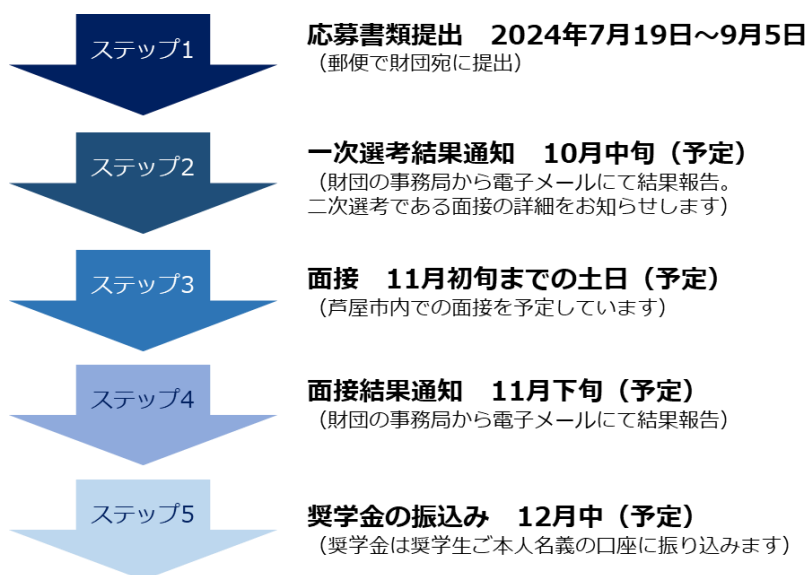 ステップ1
応募書類提出　2024年7月19日～9月5日
（郵便で財団宛に提出）
ステップ2
一次選考結果通知　10月中旬（予定）
（財団の事務局から電子メールにて結果報告。
二次選考である面接の詳細をお知らせします）
ステップ3
面接　11月初旬までの土日（予定）
（芦屋市内での面接を予定しています）
ステップ4
面接結果通知　11月下旬（予定）
（財団の事務局から電子メールにて結果報告）
ステップ5
奨学金の振込み　12月中（予定）
（奨学金は奨学生ご本人名義の口座に振り込みます）